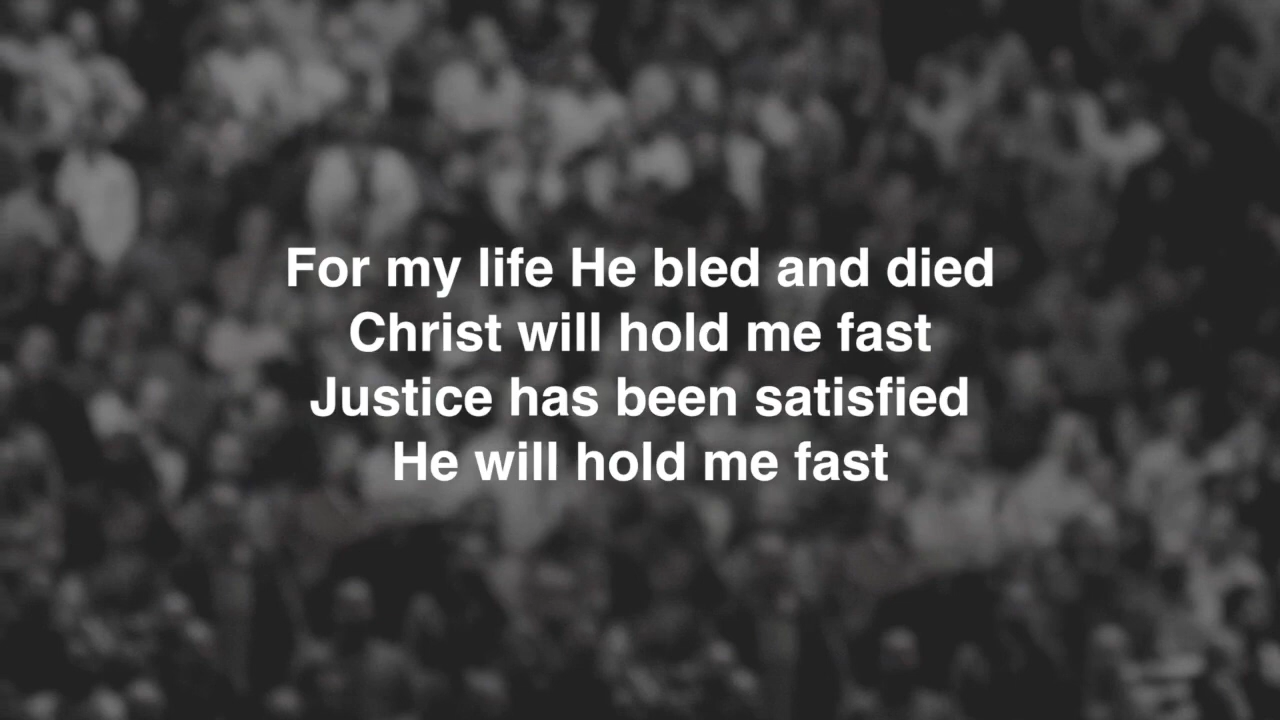 For my life He bled and died
Christ will hold me fast
Justice has been satisfied
He will hold me fast